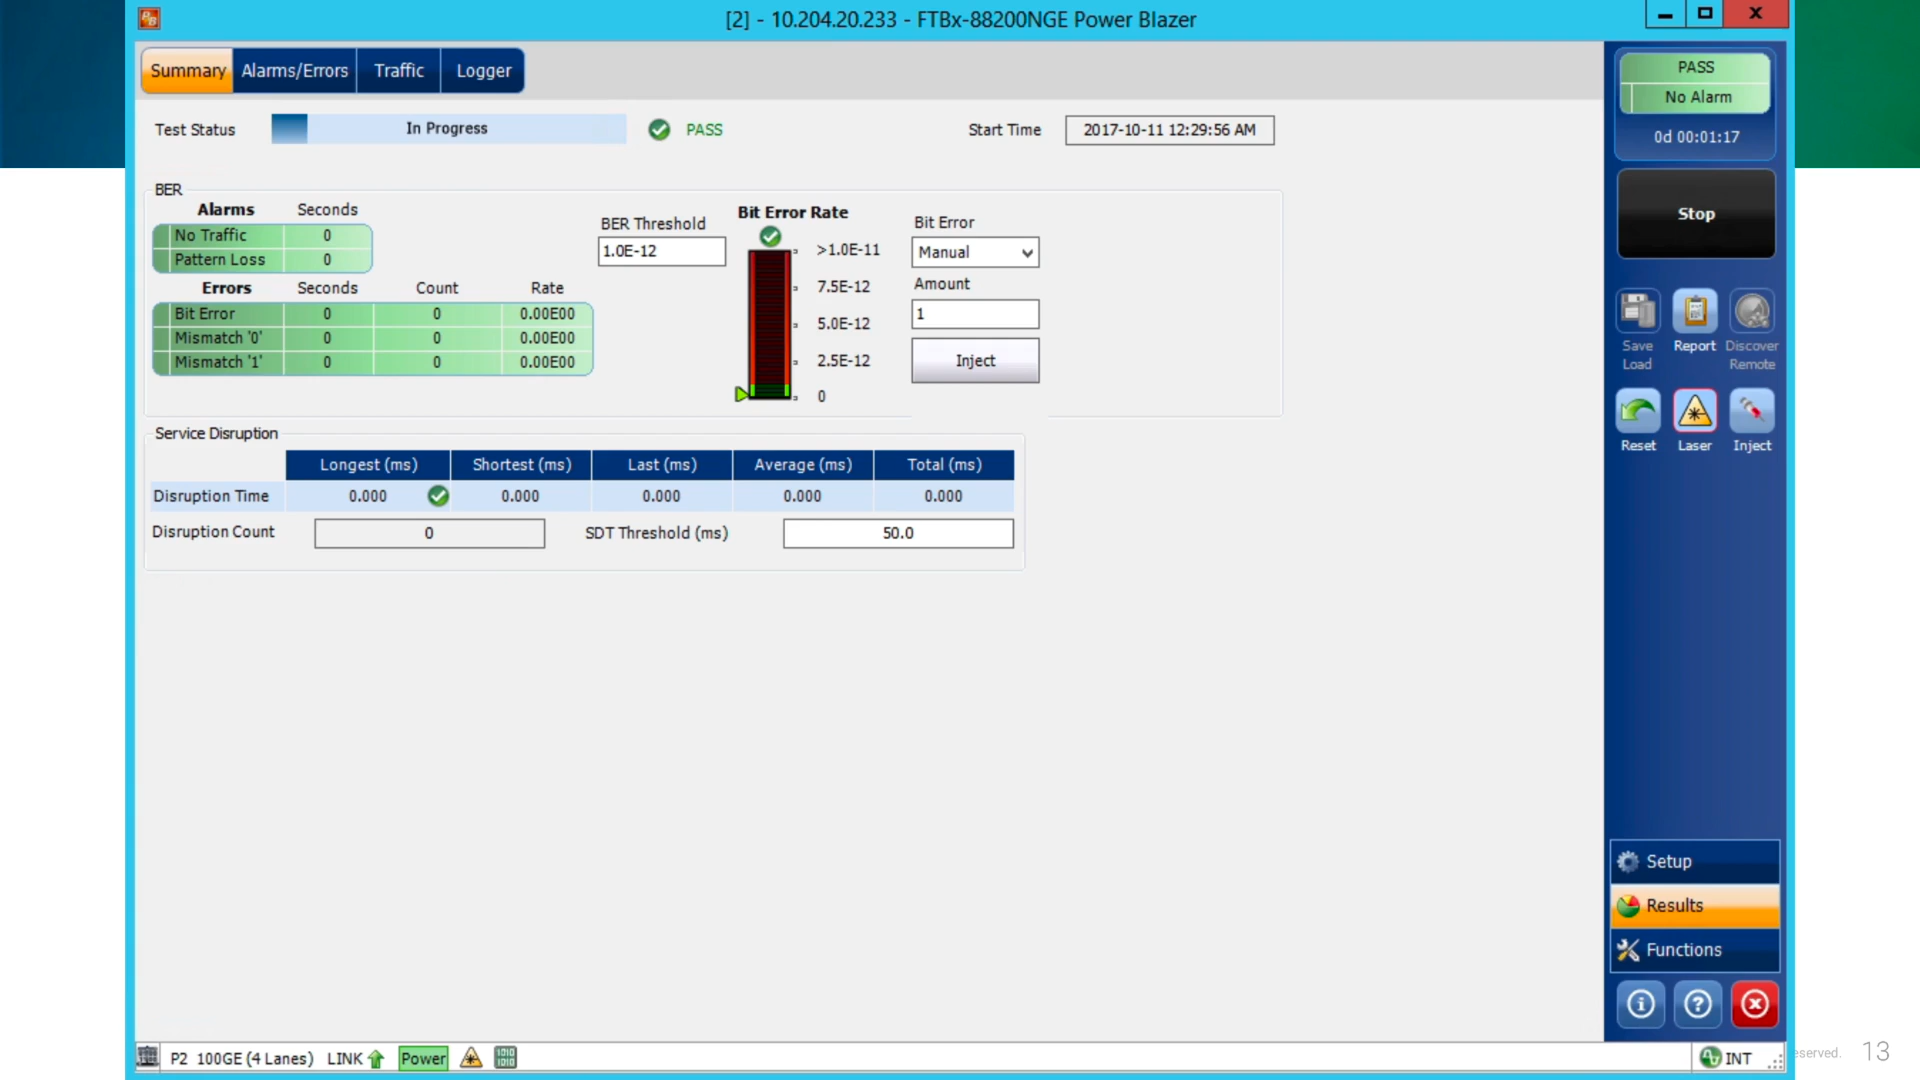 [2] - 10.204.20.233 - FTBx-88200NGE Power Blazer
Summary Alarms/Errors Traffic Logger
Test Status In Progress PASS Start Time 2017-10-11 12:29:56 AM
BER
Alarms Seconds
No Traffic 0
Pattern Loss 0
Errors Seconds Count Rate
Bit Error 0 0 0.00E00
Mismatch '0' 0 0 0.00E00
Mismatch '1' 0 0 0.00E00
BER Threshold
1.0E-12
Bit Error Rate
>1.0E-11
7.5E-12
5.0E-12
2.5E-12
0
Bit Error
Manual
Amount
1
Inject
Service Disruption
Longest (ms) Shortest (ms) Last (ms) Average (ms) Total (ms)
Disruption Time 0.000 0.000 0.000 0.000 0.000
Disruption Count 0 SDT Threshold (ms) 50.0
PASS
No Alarm
0d 00:01:17
Stop
Save Load
Report
Discover Remote
Reset Laser Inject
Setup
Results
Functions
P2 100GE (4 Lanes) LINK Power INT
13